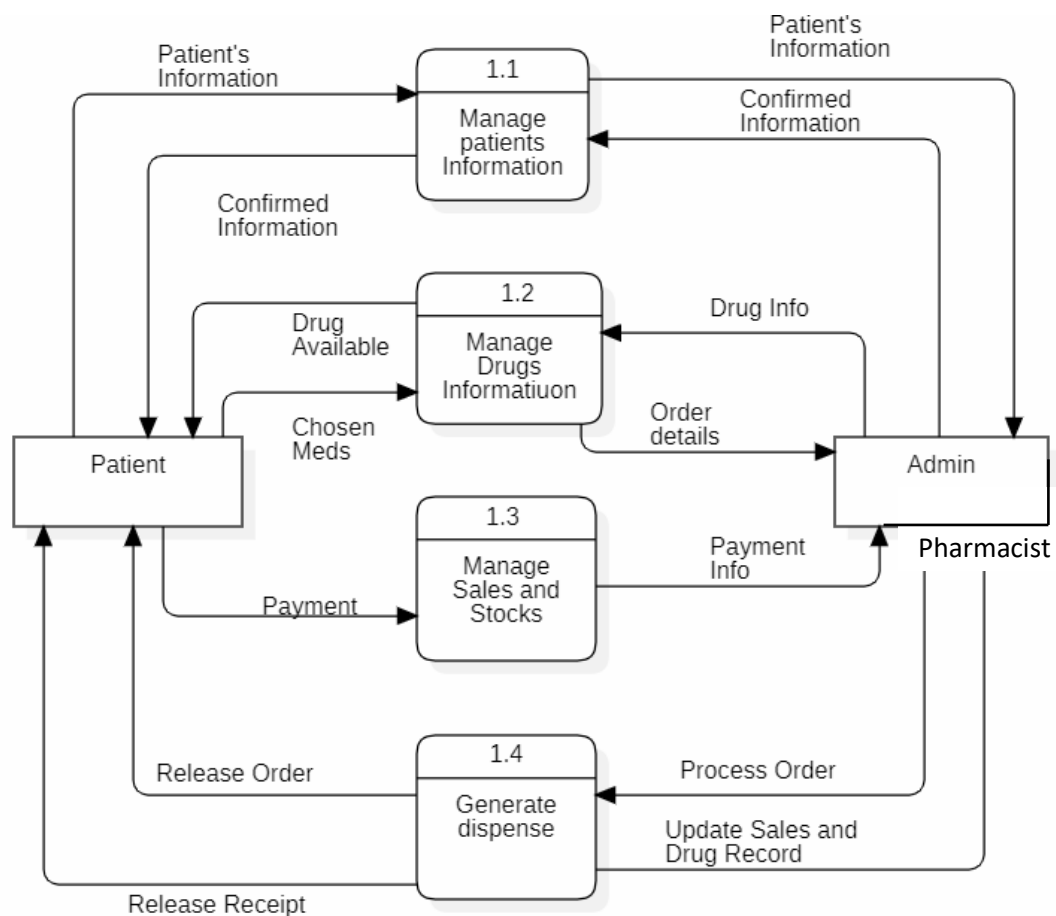 Patient's
Information
Patient's
Information
1.1
Manage
patients
Information
Confirmed
Information
Confirmed
Information
1.2
Manage
Drugs
Informatiuon
Drug
Available
Drug Info
Chosen
Meds
Order
details
Patient
Admin
Pharmacist
1.3
Manage
Sales and
Stocks
Payment
Info
Payment
1.4
Generate
dispense
Release Order
Process Order
Update Sales and
Drug Record
Release Receipt